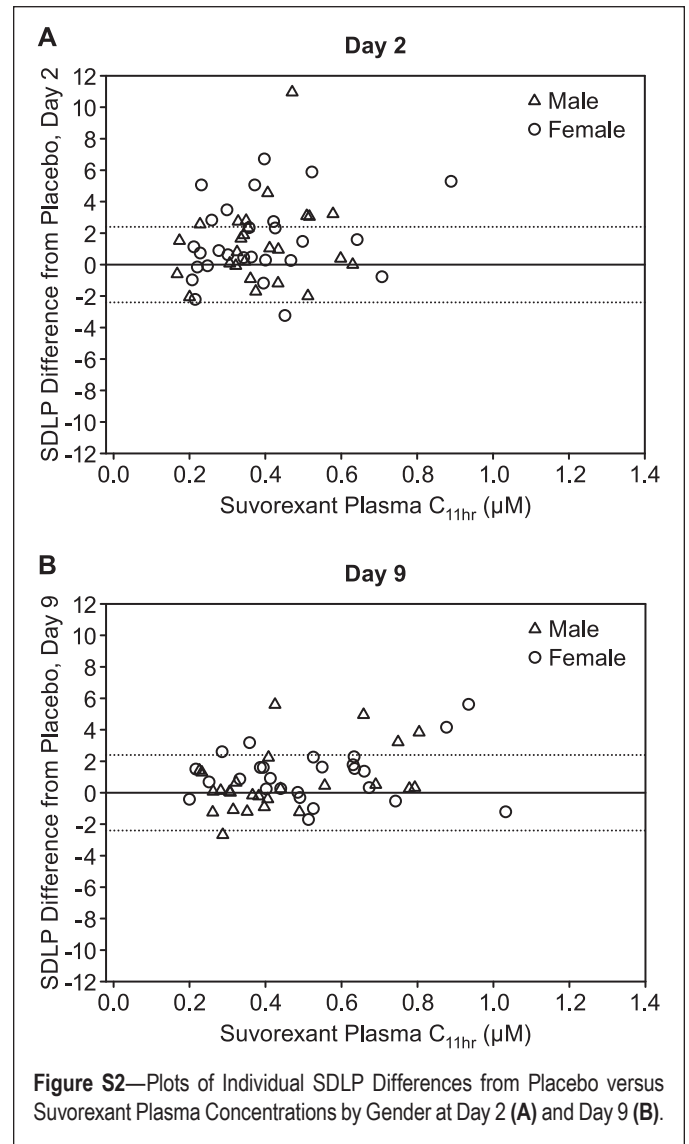 A
Day 2
SDLP Difference from Placebo, Day 2
12
10
8
6
4
2
0
-2
-4
-6
-8
-10
-12
△ Male
○ Female
0.0 0.2 0.4 0.6 0.8 1.0 1.2 1.4
Suvorexant Plasma C11hr (µM)
B
Day 9
SDLP Difference from Placebo, Day 9
12
10
8
6
4
2
0
-2
-4
-6
-8
-10
-12
△ Male
○ Female
0.0 0.2 0.4 0.6 0.8 1.0 1.2 1.4
Suvorexant Plasma C11hr (µM)
Figure S2—Plots of Individual SDLP Differences from Placebo versus
Suvorexant Plasma Concentrations by Gender at Day 2 (A) and Day 9 (B).